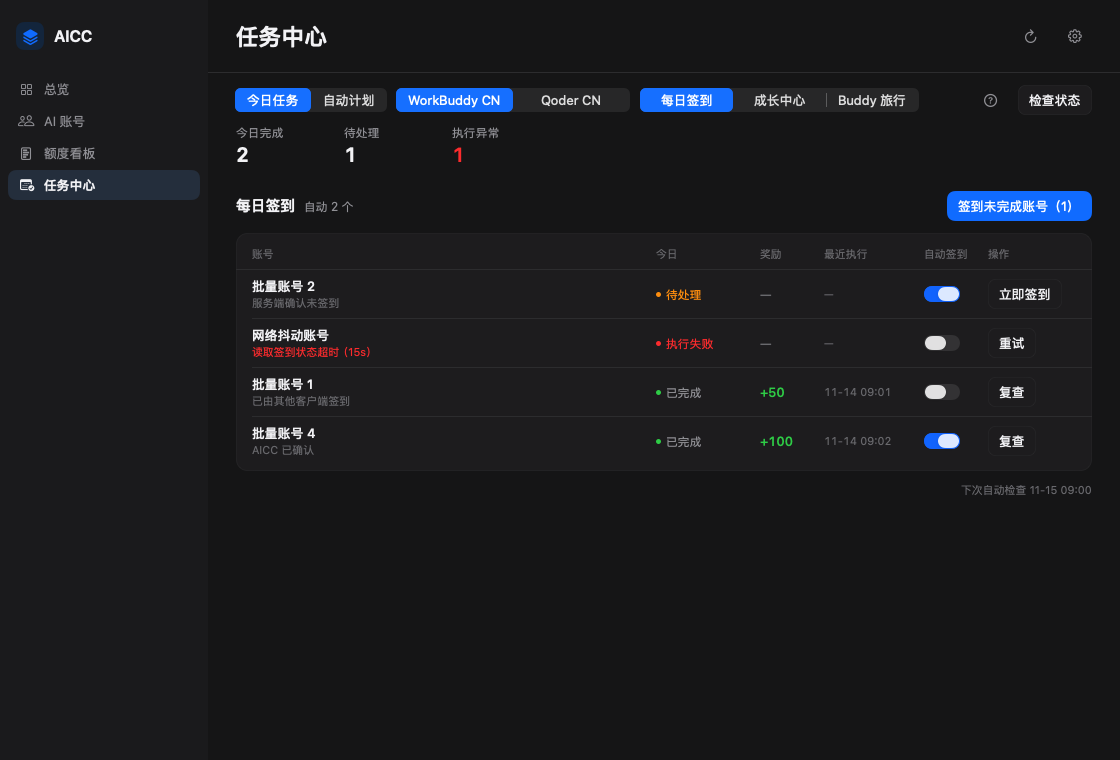 AICC
总览
AI 账号
额度看板
任务中心
任务中心
今日任务 自动计划 WorkBuddy CN Qoder CN 每日签到 成长中心 Buddy 旅行 检查状态
今日完成 待处理 执行异常
2 1 1
每日签到 自动 2 个 签到未完成账号（1）
账号 今日 奖励 最近执行 自动签到 操作
批量账号 2
服务端确认未签到
待处理 — — 立即签到
网络抖动账号
读取签到状态超时（15s）
执行失败 — — 重试
批量账号 1
已由其他客户端签到
已完成 +50 11-14 09:01 复查
批量账号 4
AICC 已确认
已完成 +100 11-14 09:02 复查
下次自动检查 11-15 09:00